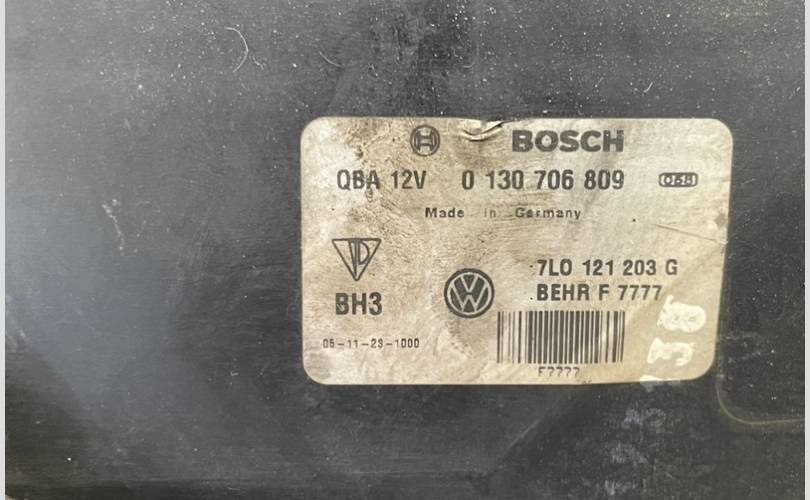 BOSCH
QBA 12V 0 130 706 809 068
Made in Germany
7L0 121 203 G
BEHR F 7777
BH3
05-11-23-1000
F7777